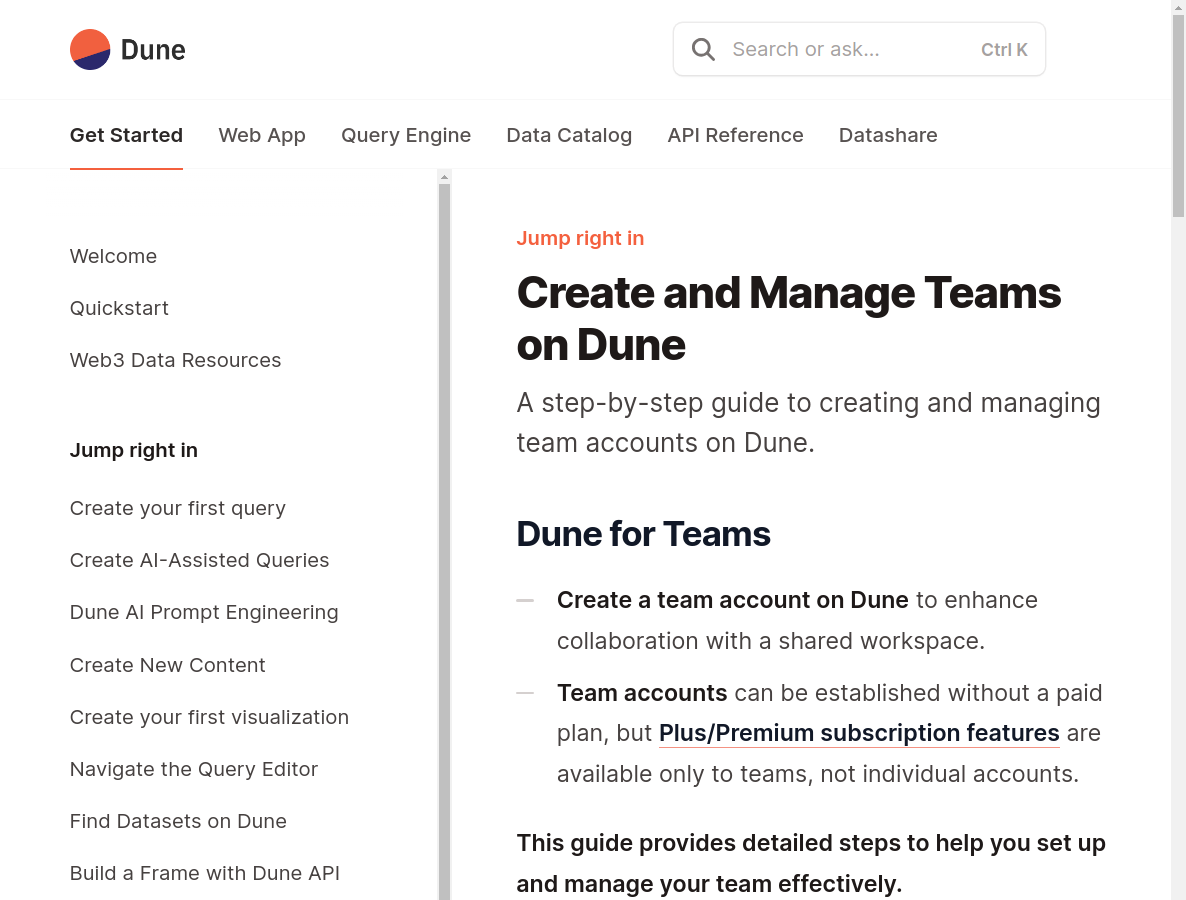 Dune
Search or ask...
Ctrl K
Get Started
Web App
Query Engine
Data Catalog
API Reference
Datashare
Welcome
Quickstart
Web3 Data Resources
Jump right in
Create your first query
Create AI-Assisted Queries
Dune AI Prompt Engineering
Create New Content
Create your first visualization
Navigate the Query Editor
Find Datasets on Dune
Build a Frame with Dune API
Jump right in
Create and Manage Teams
on Dune
A step-by-step guide to creating and managing
team accounts on Dune.
Dune for Teams
Create a team account on Dune to enhance
collaboration with a shared workspace.
Team accounts can be established without a paid
plan, but Plus/Premium subscription features are
available only to teams, not individual accounts.
This guide provides detailed steps to help you set up
and manage your team effectively.